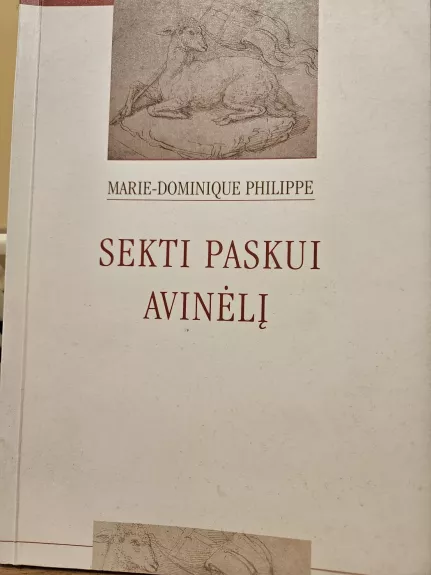 MARIE-DOMINIQUE PHILIPPE
SEKTI PASKUI
AVINĖLĮ